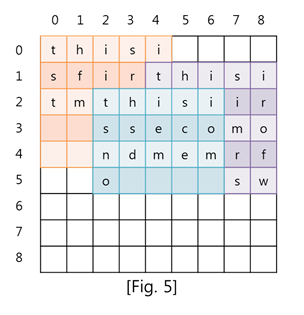 0 1 2 3 4 5 6 7 8
0 t h i s i
1 s f i r t h i s i
2 t m t h i s i i r
3 s s e c o m o
4 n d m e m r f
5 o s w
6
7
8
[Fig. 5]